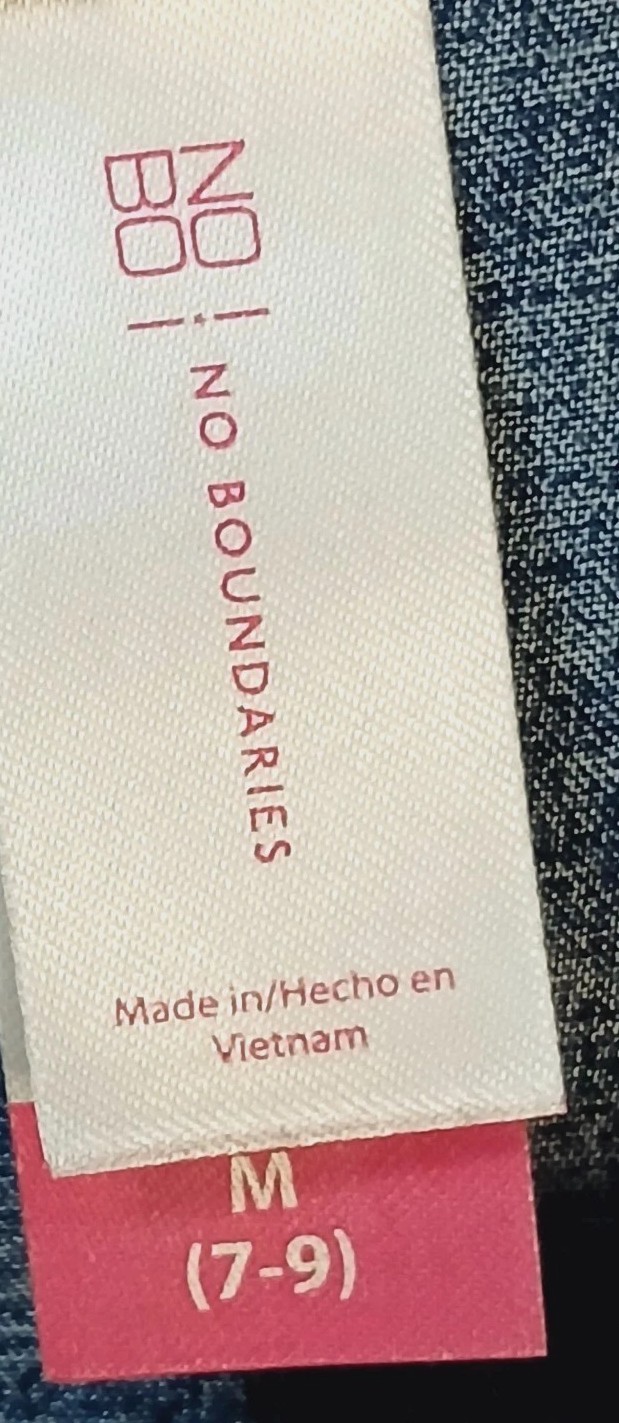 NO
BO
NO BOUNDARIES
Made in/Hecho en
Vietnam
M
(7-9)